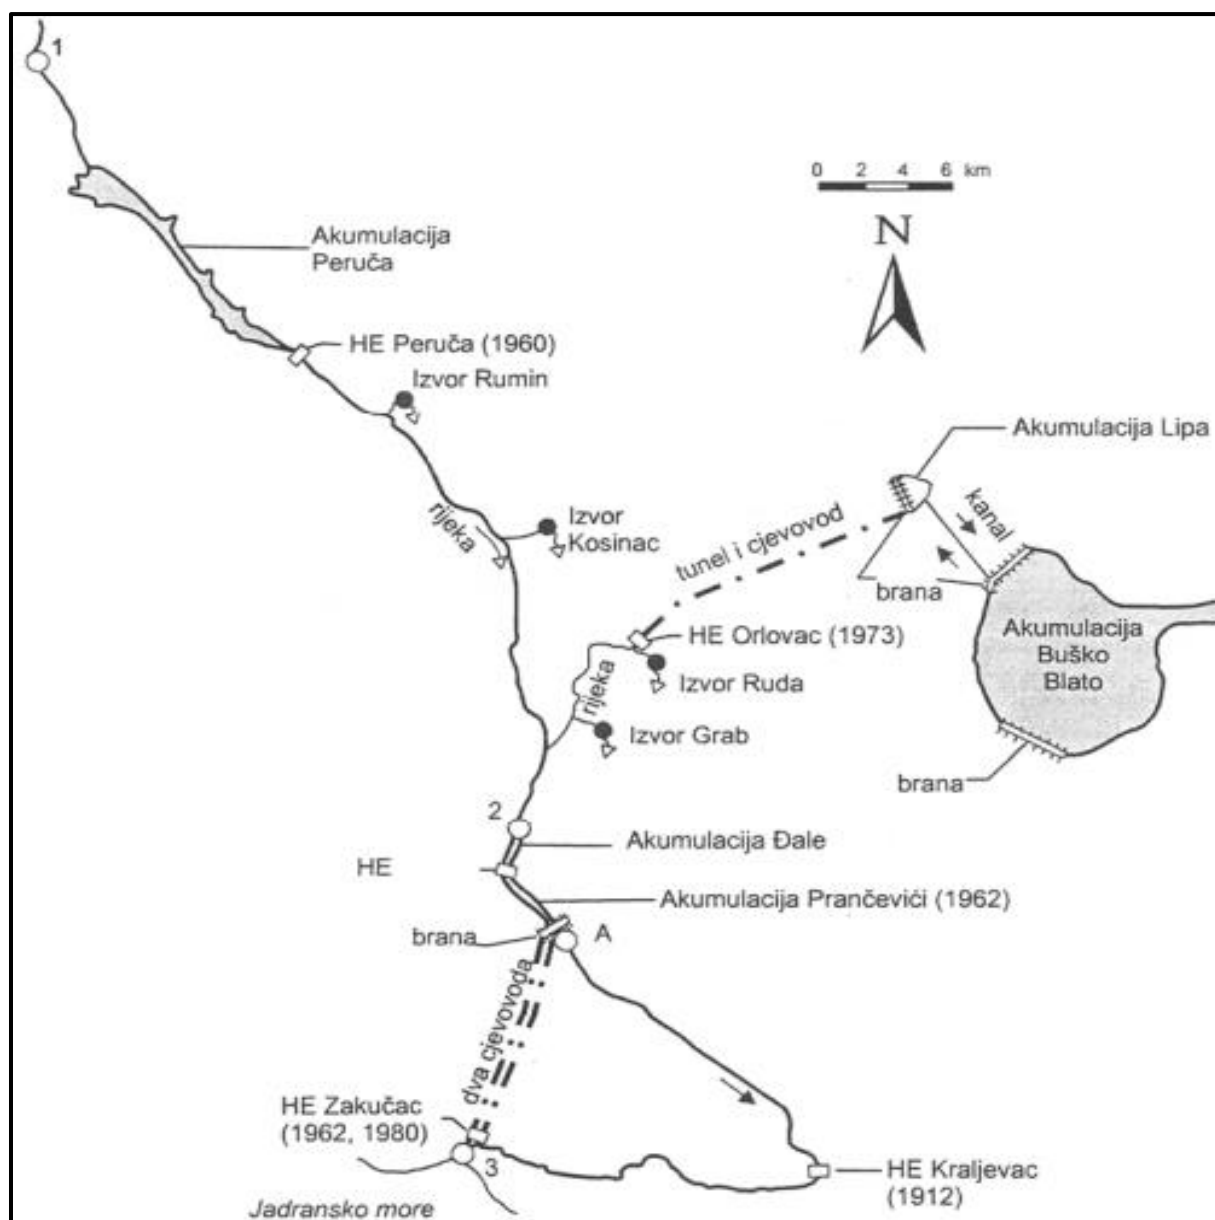 1
0 2 4 6 km
N
Akumulacija
Peruča
HE Peruča (1960)
Izvor Rumin
Akumulacija Lipa
kanal
rijeka
Izvor
Kosinac
tunel i cjevovod
brana
Akumulacija
Buško
Blato
HE Orlovac (1973)
Izvor Ruda
rijeka
Izvor Grab
brana
2
Akumulacija Đale
HE
Akumulacija Prančevići (1962)
brana
A
dva cjevovoda
HE Zakučac
(1962, 1980)
3
HE Kraljevac
(1912)
Jadransko more